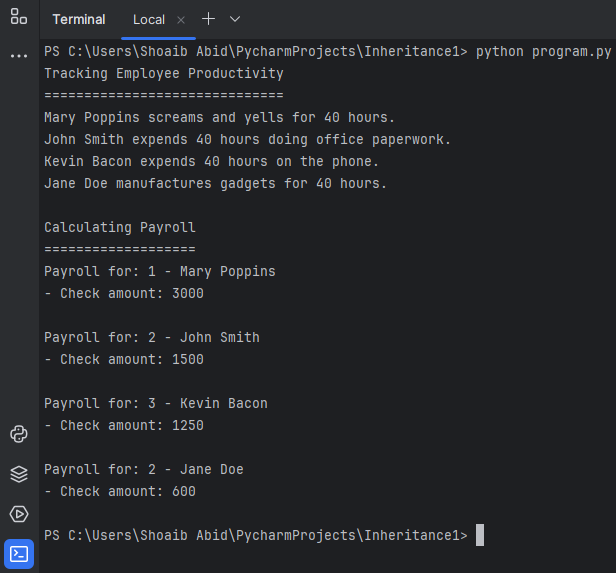 Terminal Local
PS C:\Users\Shoaib Abid\PycharmProjects\Inheritance1> python program.py
Tracking Employee Productivity
==============================
Mary Poppins screams and yells for 40 hours.
John Smith expends 40 hours doing office paperwork.
Kevin Bacon expends 40 hours on the phone.
Jane Doe manufactures gadgets for 40 hours.

Calculating Payroll
===================
Payroll for: 1 - Mary Poppins
- Check amount: 3000

Payroll for: 2 - John Smith
- Check amount: 1500

Payroll for: 3 - Kevin Bacon
- Check amount: 1250

Payroll for: 2 - Jane Doe
- Check amount: 600

PS C:\Users\Shoaib Abid\PycharmProjects\Inheritance1>